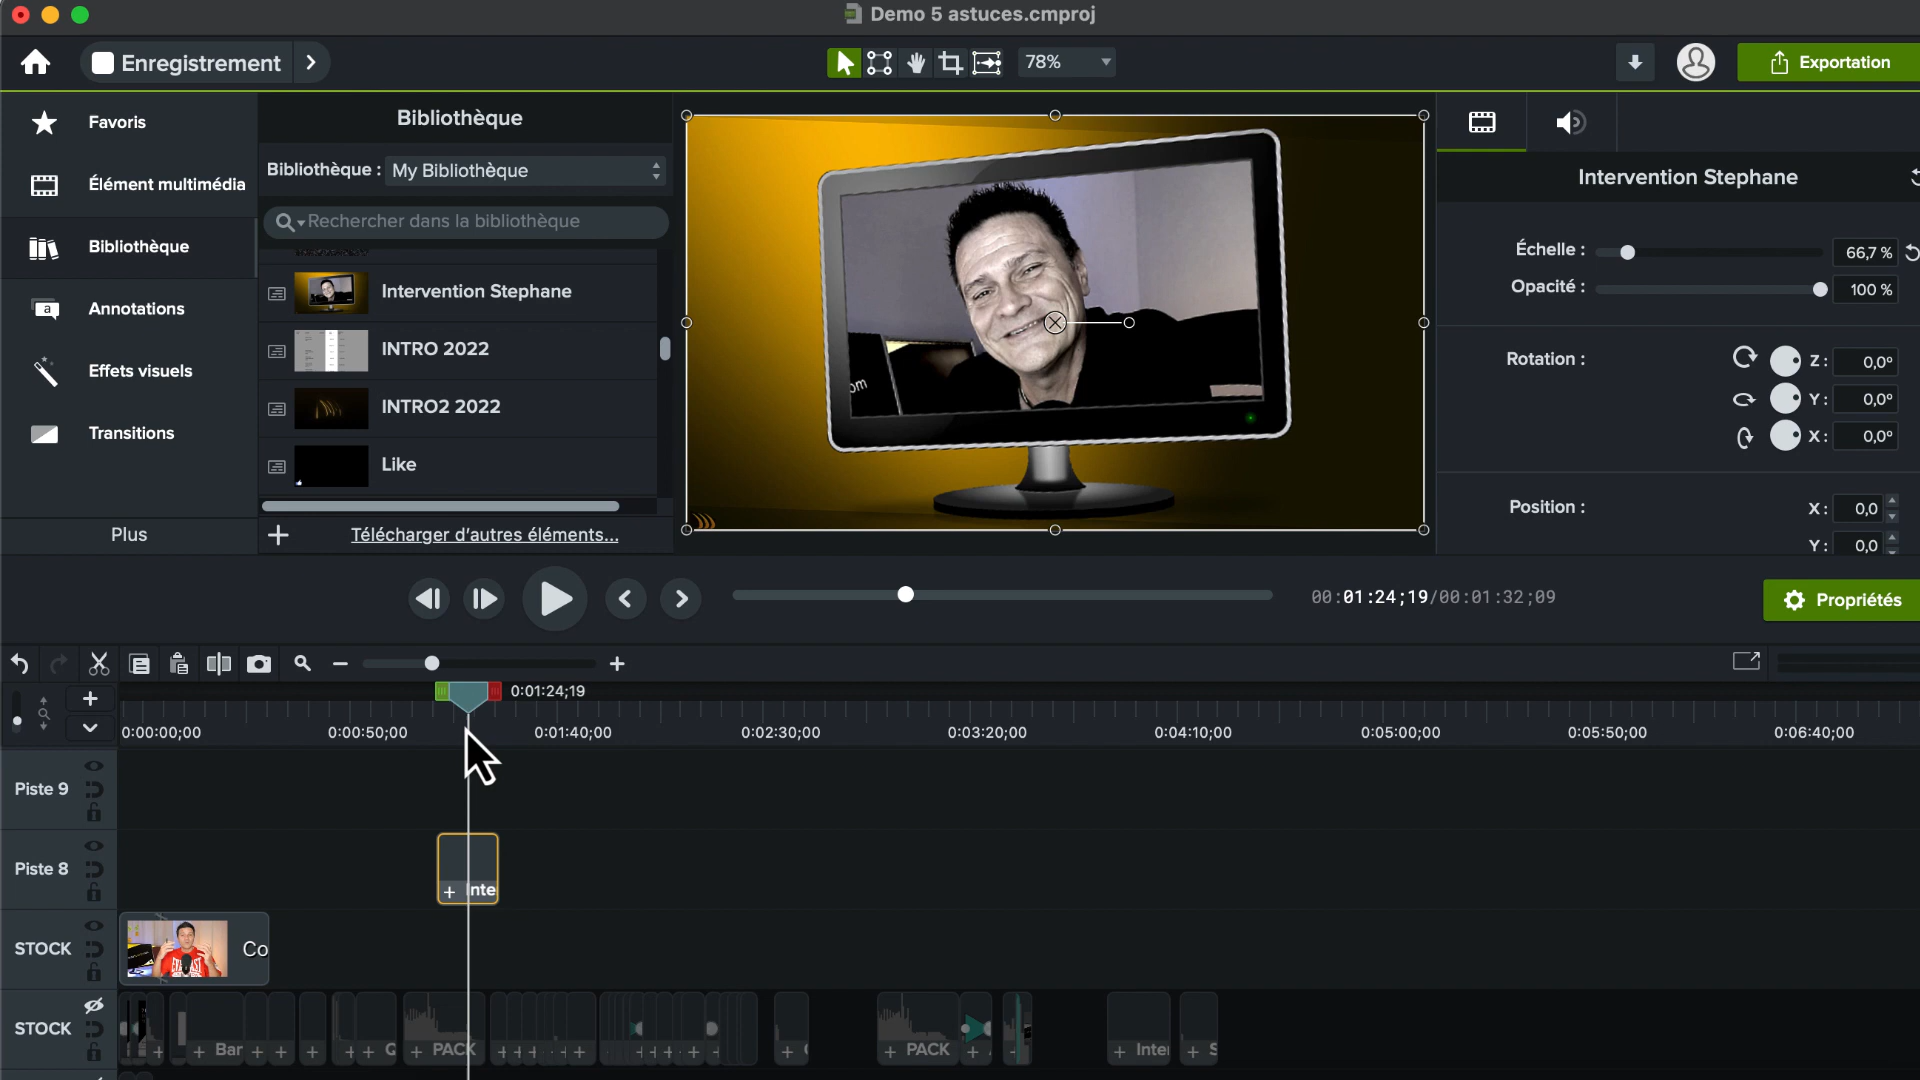 Demo 5 astuces.cmproj
Enregistrement
78%
Exportation
Favoris
Élément multimédia
Bibliothèque
Annotations
Effets visuels
Transitions
Plus
Bibliothèque
Bibliothèque :
My Bibliothèque
Rechercher dans la bibliothèque
Intervention Stephane
INTRO 2022
INTRO2 2022
Like
Télécharger d'autres éléments...
om
Intervention Stephane
Échelle :
66,7 %
Opacité :
100 %
Rotation :
Z :
0,0°
Y :
0,0°
X :
0,0°
Position :
X :
0,0
Y :
0,0
00:01:24;19/00:01:32;09
Propriétés
0:01:24;19
0:00:00;00
0:00:50;00
0:01:40;00
0:02:30;00
0:03:20;00
0:04:10;00
0:05:00;00
0:05:50;00
0:06:40;00
Piste 9
Piste 8
+ Inte
STOCK
Co
STOCK
+ Bar
+ PACK
+ PACK
+ Inte